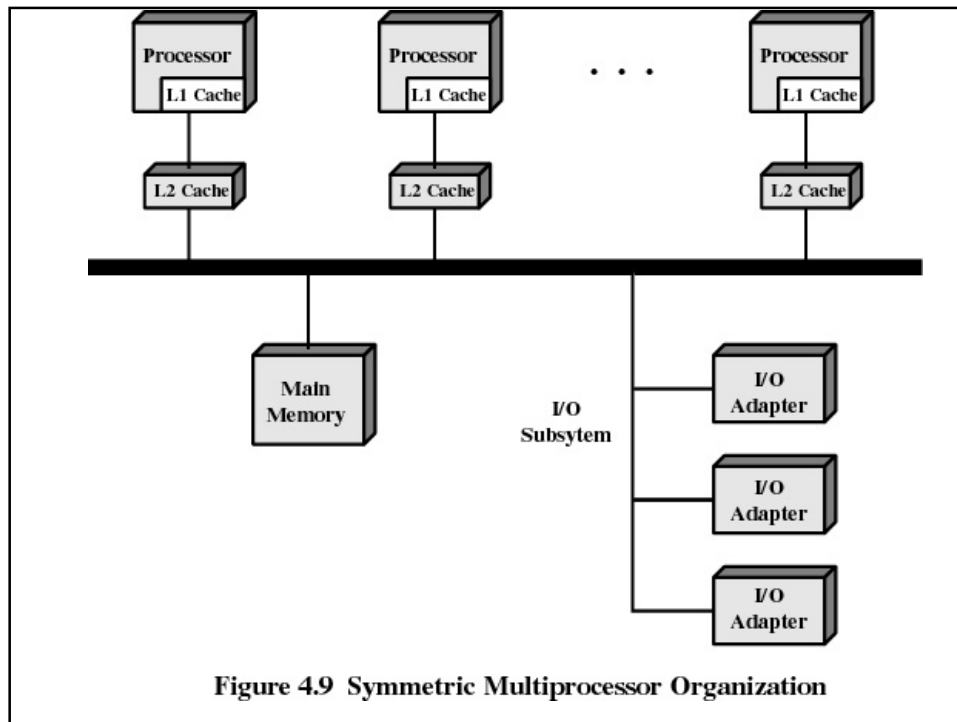 Processor
L1 Cache
Processor
L1 Cache
. . .
Processor
L1 Cache
L2 Cache
L2 Cache
L2 Cache
Main
Memory
I/O
Subsytem
I/O
Adapter
I/O
Adapter
I/O
Adapter
Figure 4.9 Symmetric Multiprocessor Organization